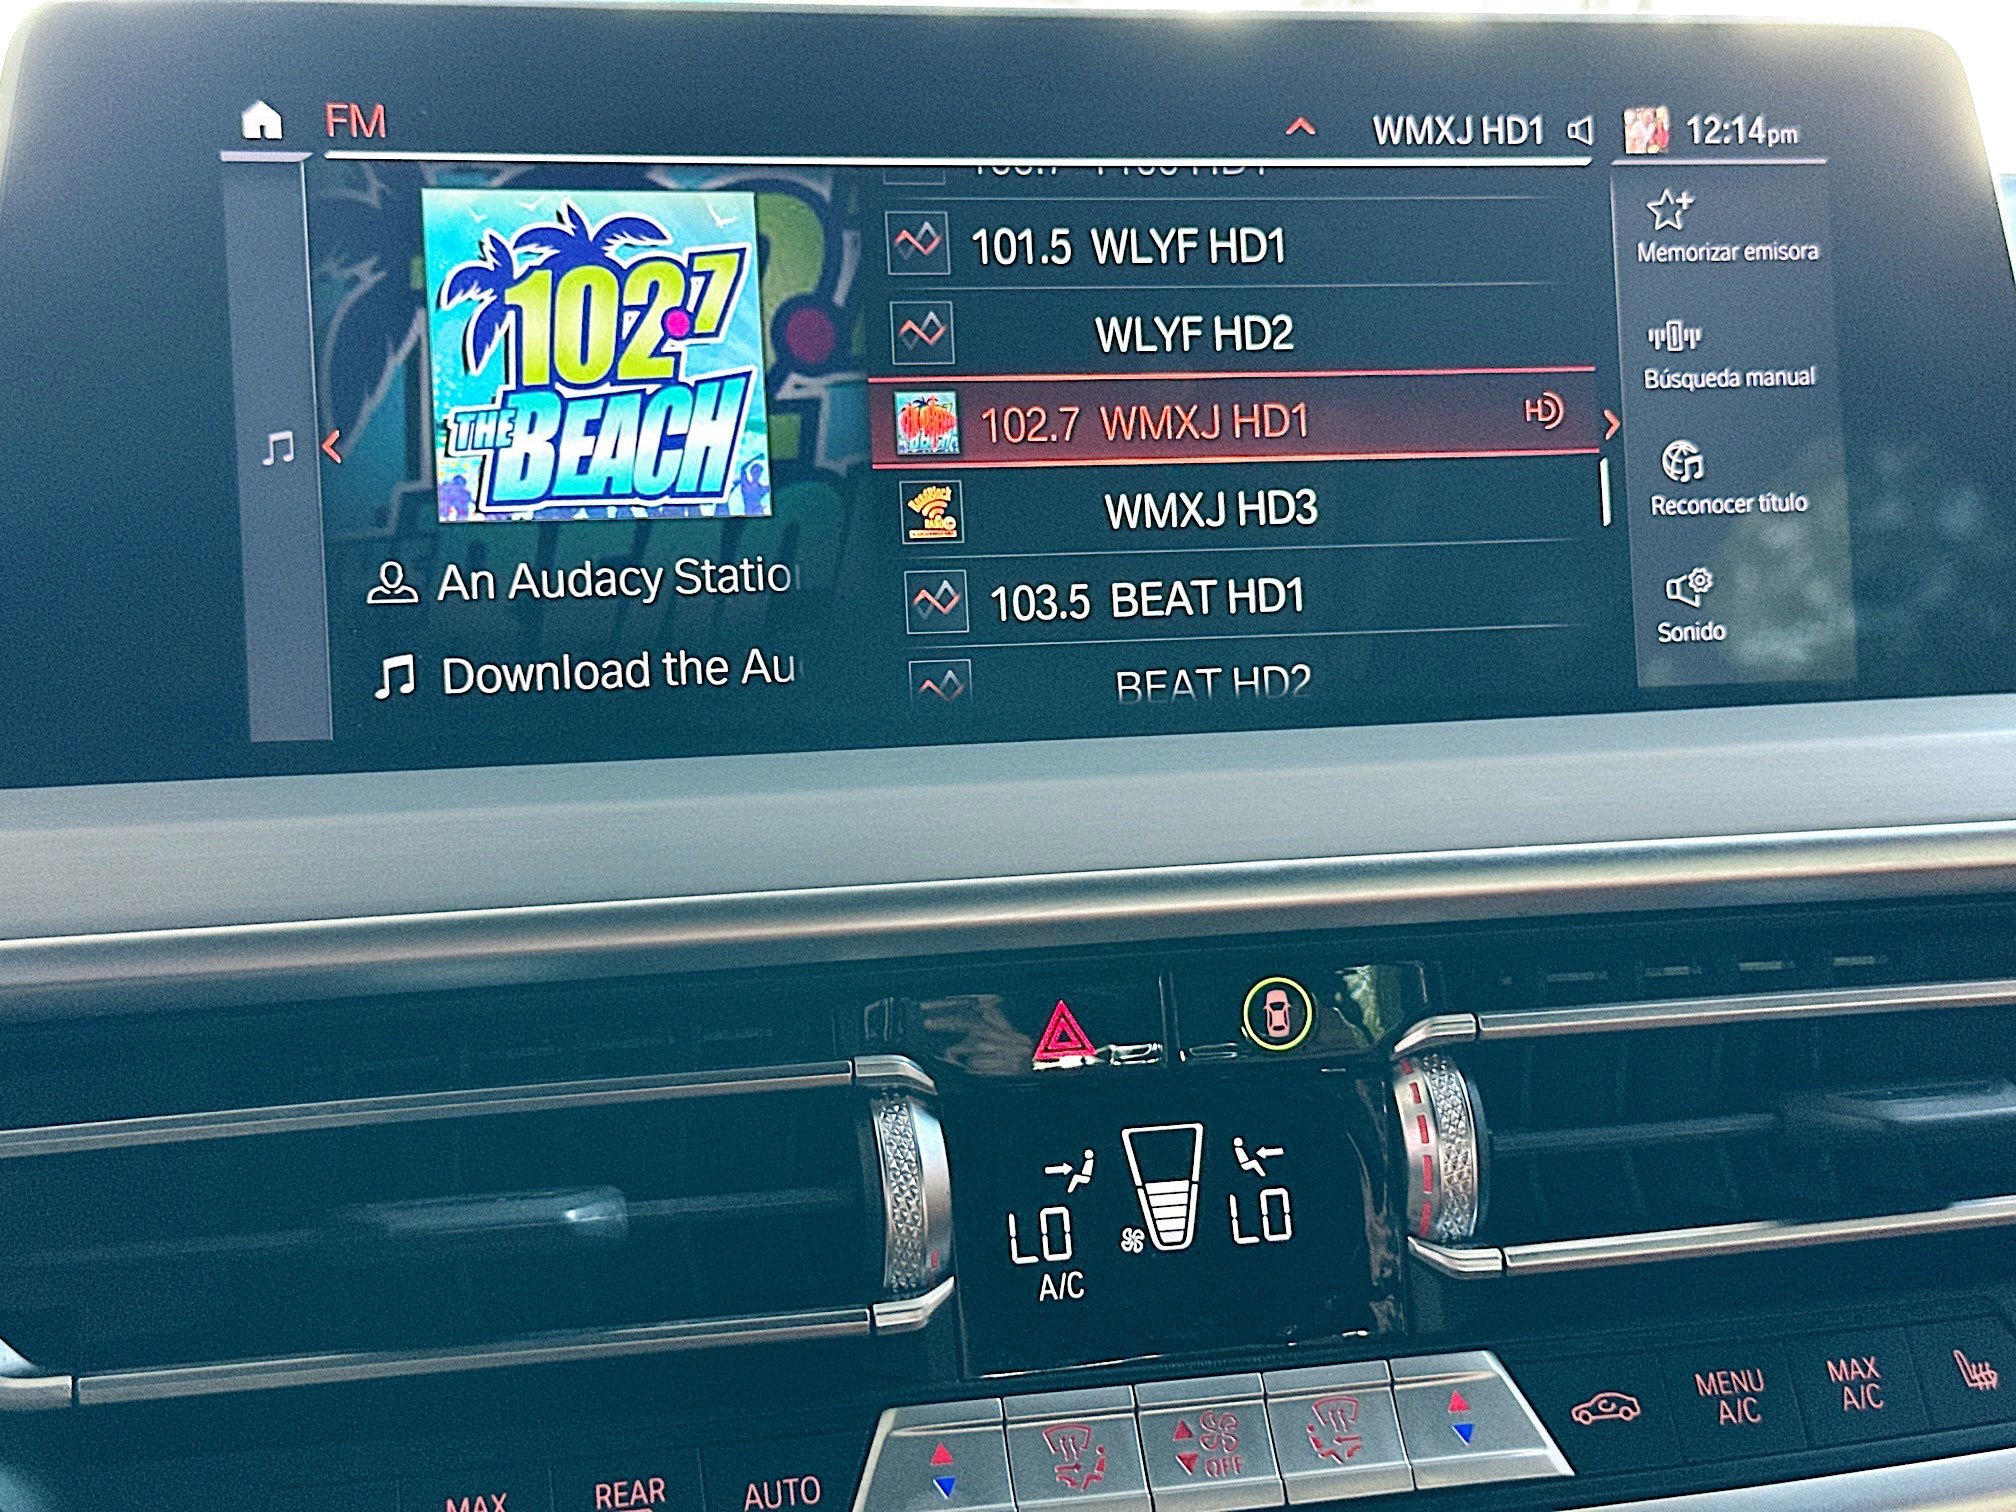 FM
WMXJ HD1
12:14pm
102.7
THE BEACH
An Audacy Statio
Download the Au
101.5 WLYF HD1
WLYF HD2
102.7 WMXJ HD1
HD
WMXJ HD3
103.5 BEAT HD1
BEAT HD2
Memorizar emisora
Búsqueda manual
Reconocer título
Sonido
LO
LO
A/C
OFF
MENU
A/C
MAX
A/C
MAX
REAR
AUTO